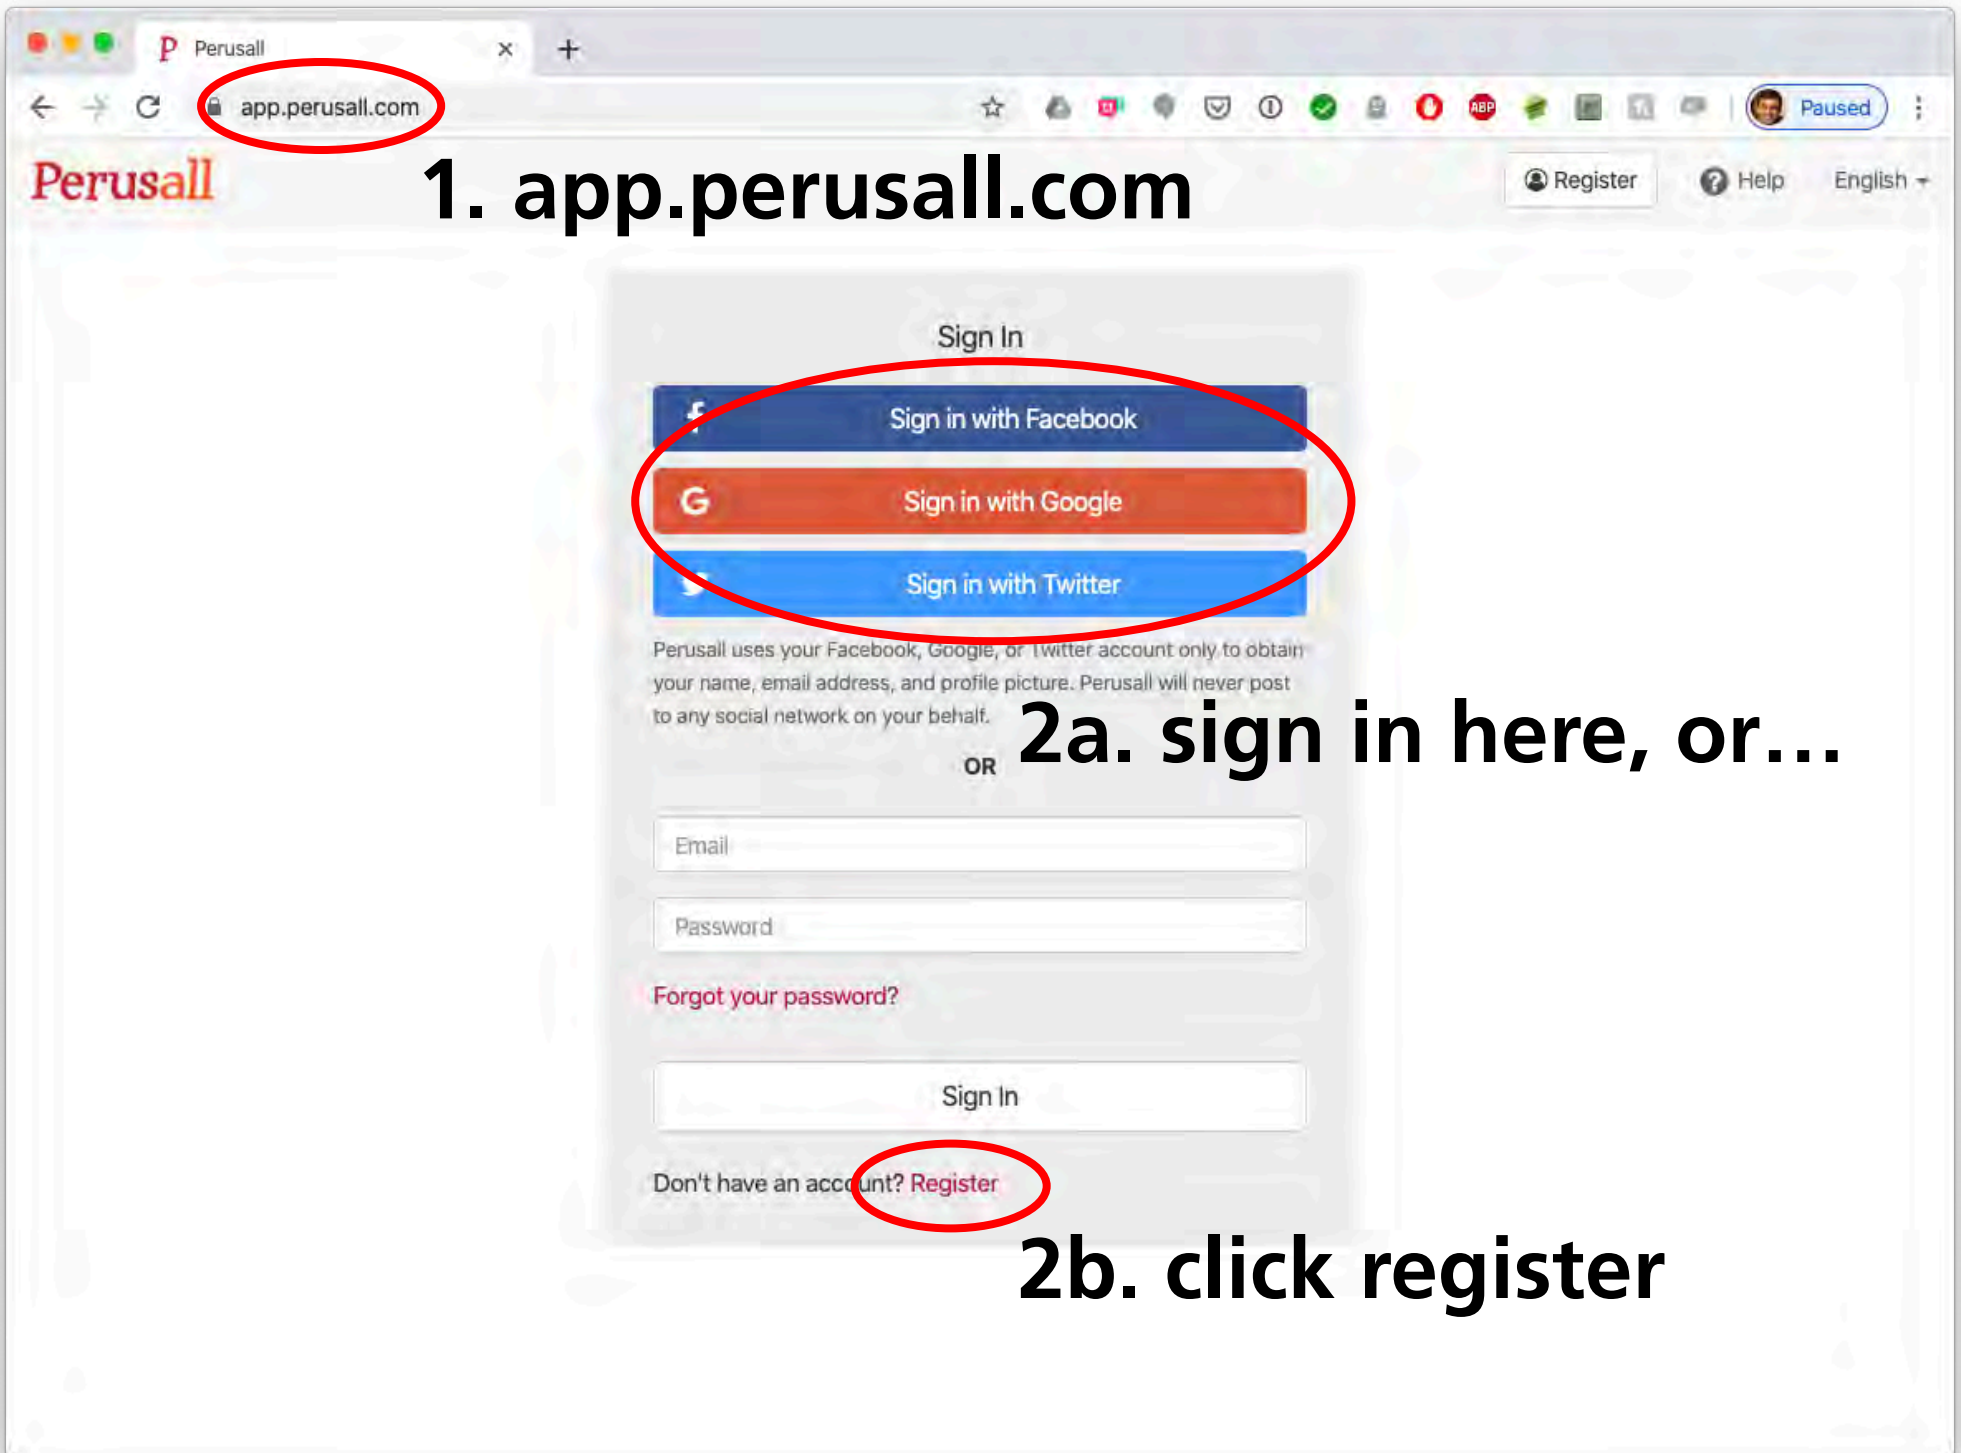 Perusall
app.perusall.com
ABP
Paused
Perusall
1. app.perusall.com
Register
Help
English
Sign In
Sign in with Facebook
Sign in with Google
Sign in with Twitter
Perusall uses your Facebook, Google, or Twitter account only to obtain
your name, email address, and profile picture. Perusall will never post
to any social network on your behalf.
2a. sign in here, or…
OR
Email
Password
Forgot your password?
Sign In
Don't have an account? Register
2b. click register